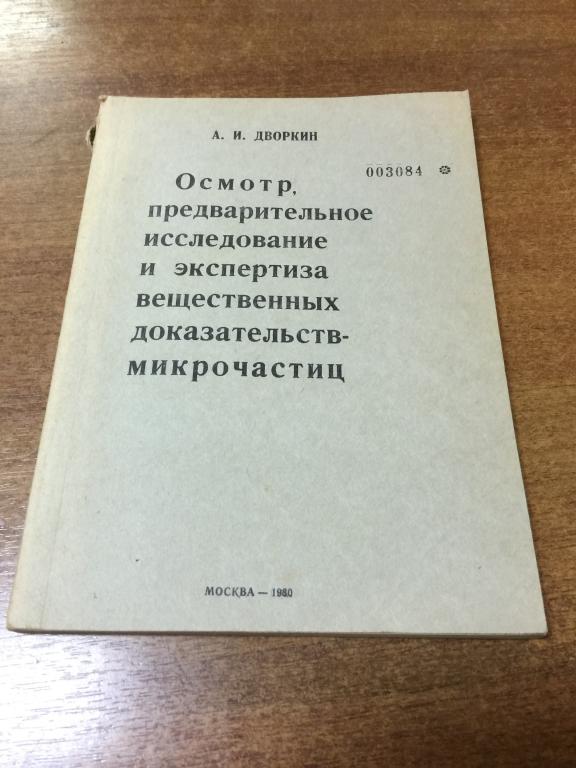 А. И. ДВОРКИН
003084 *
Осмотр,
предварительное
исследование
и экспертиза
вещественных
доказательств-
микрочастиц
МОСКВА — 1980